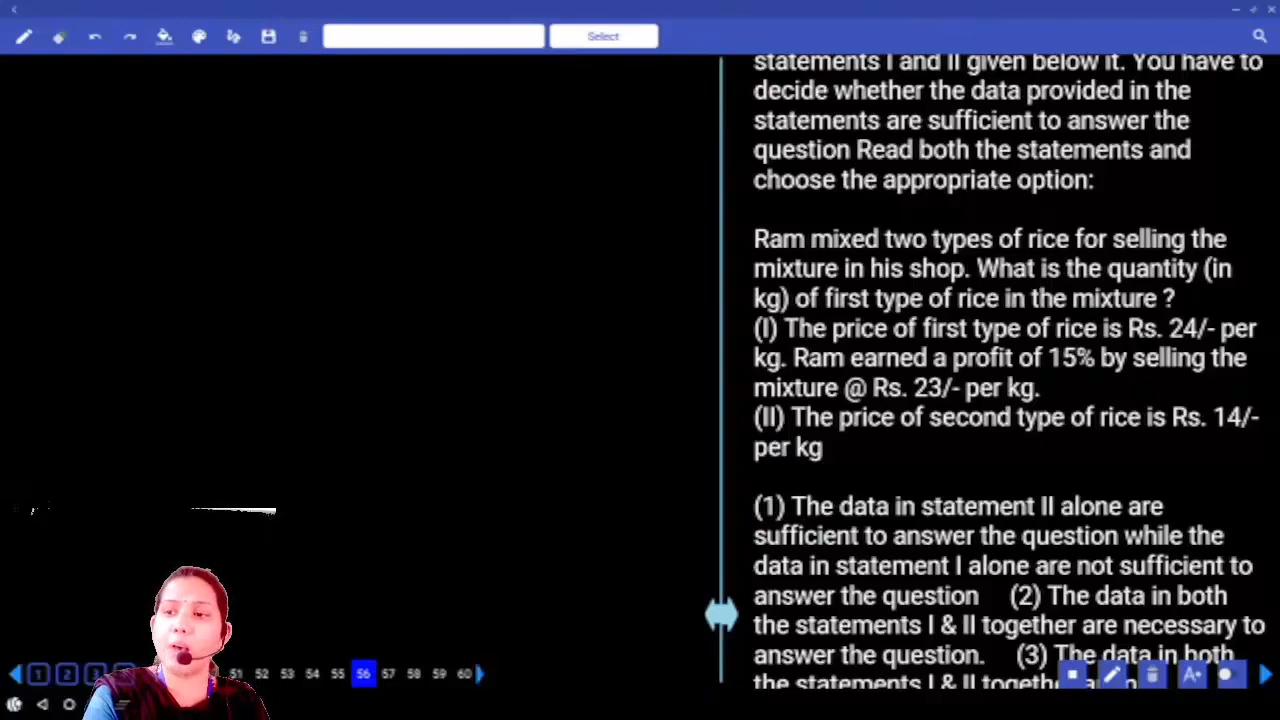 Select
statements I and II given below it. You have to
decide whether the data provided in the
statements are sufficient to answer the
question Read both the statements and
choose the appropriate option:
Ram mixed two types of rice for selling the
mixture in his shop. What is the quantity (in
kg) of first type of rice in the mixture ?
(I) The price of first type of rice is Rs. 24/- per
kg. Ram earned a profit of 15% by selling the
mixture @ Rs. 23/- per kg.
(II) The price of second type of rice is Rs. 14/-
per kg
(1) The data in statement II alone are
sufficient to answer the question while the
data in statement I alone are not sufficient to
answer the question (2) The data in both
the statements I & II together are necessary to
answer the question. (3) The data in both
the statements I & II
1 2 3 51 52 53 54 55 56 57 58 59 60
A+